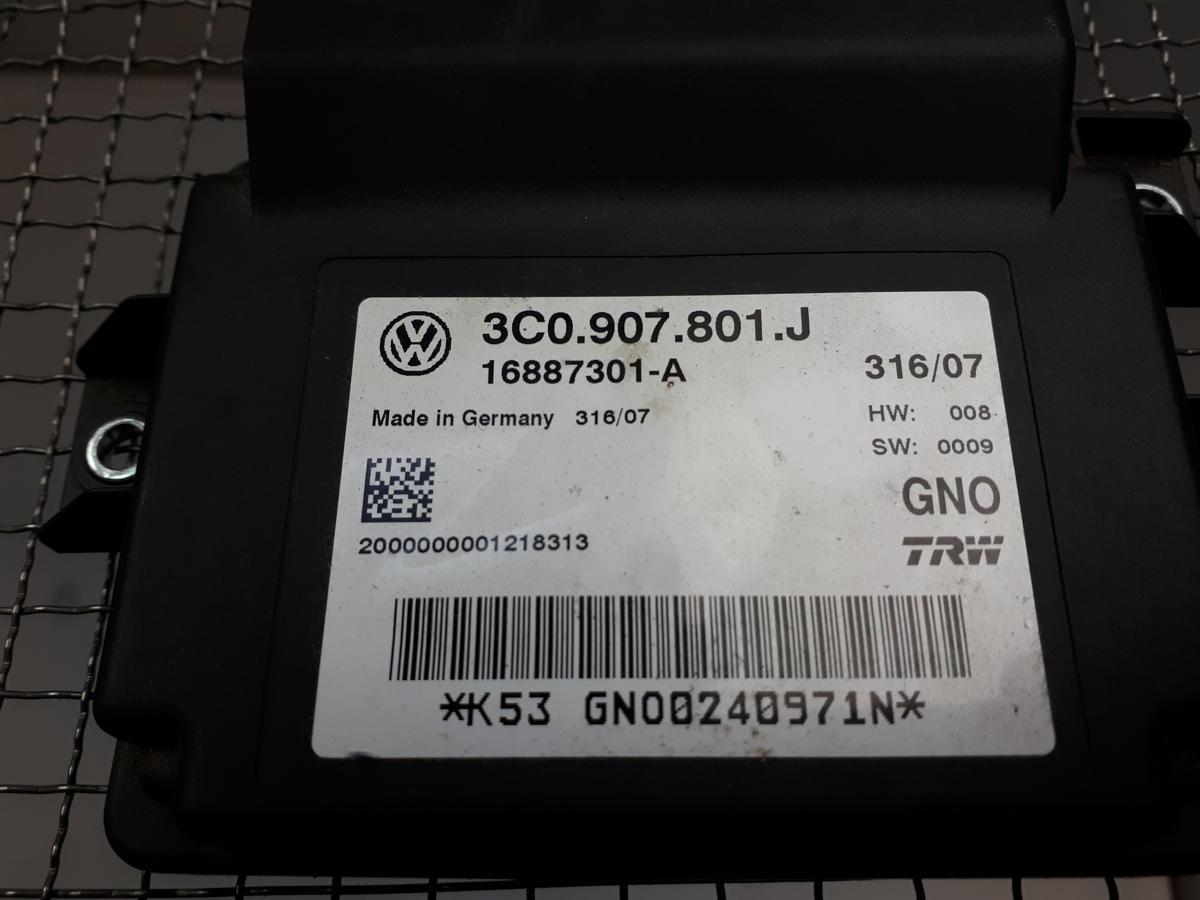 3C0.907.801.J
16887301-A
316/07
Made in Germany 316/07
HW: 008
SW: 0009
GNO
2000000001218313
TRW
*K53 GNO0240971N*